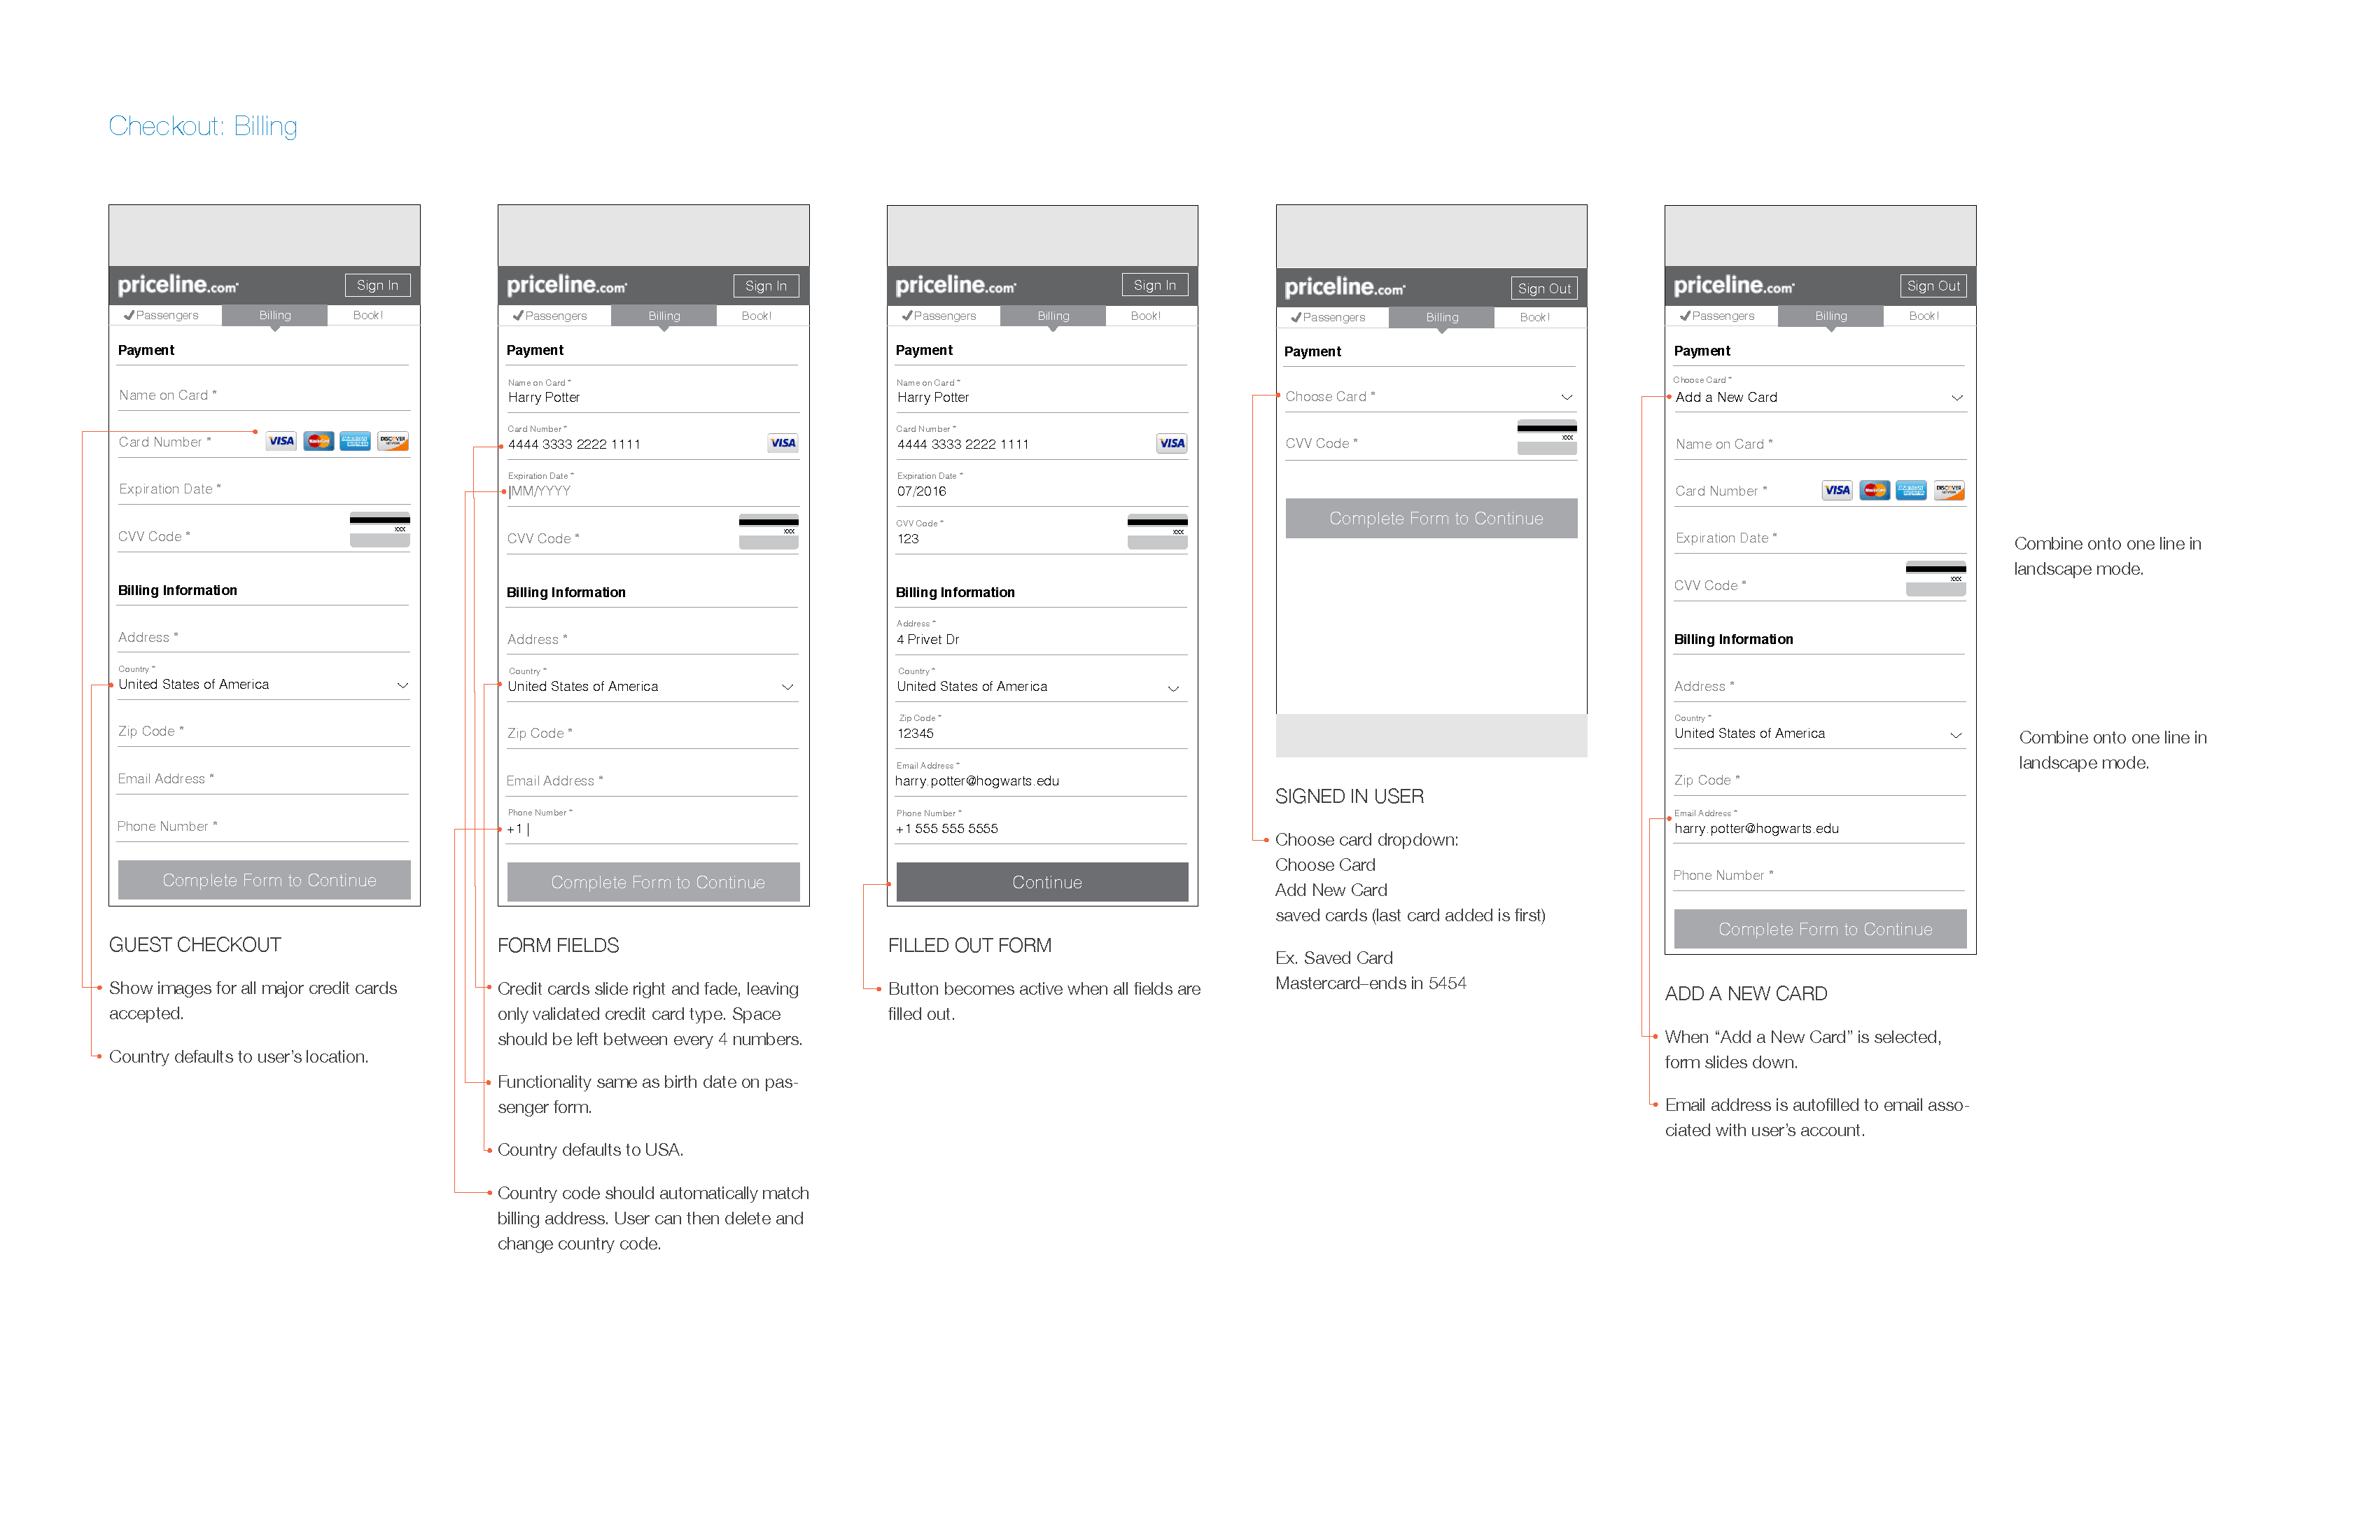 Checkout: Billing
priceline.com
Sign In
Passengers Billing Book!
Payment
Name on Card *
Card Number * VISA MasterCard DISCOVER
Expiration Date *
XXX
CVV Code *
Billing Information
Address *
Country *
United States of America
Zip Code *
Email Address *
Phone Number *
Complete Form to Continue
GUEST CHECKOUT
Show images for all major credit cards
accepted.
Country defaults to user's location.
priceline.com
Sign In
Passengers Billing Book!
Payment
Name on Card *
Harry Potter
Card Number *
4444 3333 2222 1111 VISA
Expiration Date *
MM/YYYY
XXX
CVV Code *
Billing Information
Address *
Country *
United States of America
Zip Code *
Email Address *
Phone Number *
+1 |
Complete Form to Continue
FORM FIELDS
Credit cards slide right and fade, leaving
only validated credit card type. Space
should be left between every 4 numbers.
Functionality same as birth date on pas-
senger form.
Country defaults to USA.
Country code should automatically match
billing address. User can then delete and
change country code.
priceline.com
Sign In
Passengers Billing Book!
Payment
Name on Card *
Harry Potter
Card Number *
4444 3333 2222 1111 VISA
Expiration Date *
07/2016
CVV Code *
XXX
123
Billing Information
Address *
4 Privet Dr
Country *
United States of America
Zip Code *
12345
Email Address *
harry.potter@hogwarts.edu
Phone Number *
+1 555 555 5555
Continue
FILLED OUT FORM
Button becomes active when all fields are
filled out.
priceline.com
Sign Out
Passengers Billing Book!
Payment
Choose Card *
XXX
CVV Code *
Complete Form to Continue
SIGNED IN USER
Choose card dropdown:
Choose Card
Add New Card
saved cards (last card added is first)
Ex. Saved Card
Mastercard–ends in 5454
priceline.com
Sign Out
Passengers Billing Book!
Payment
Choose Card *
Add a New Card
Name on Card *
Card Number * VISA MasterCard DISCOVER
Expiration Date *
XXX
CVV Code *
Billing Information
Address *
Country *
United States of America
Zip Code *
Email Address *
harry.potter@hogwarts.edu
Phone Number *
Complete Form to Continue
ADD A NEW CARD
When “Add a New Card” is selected,
form slides down.
Email address is autofilled to email asso-
ciated with user's account.
Combine onto one line in
landscape mode.
Combine onto one line in
landscape mode.